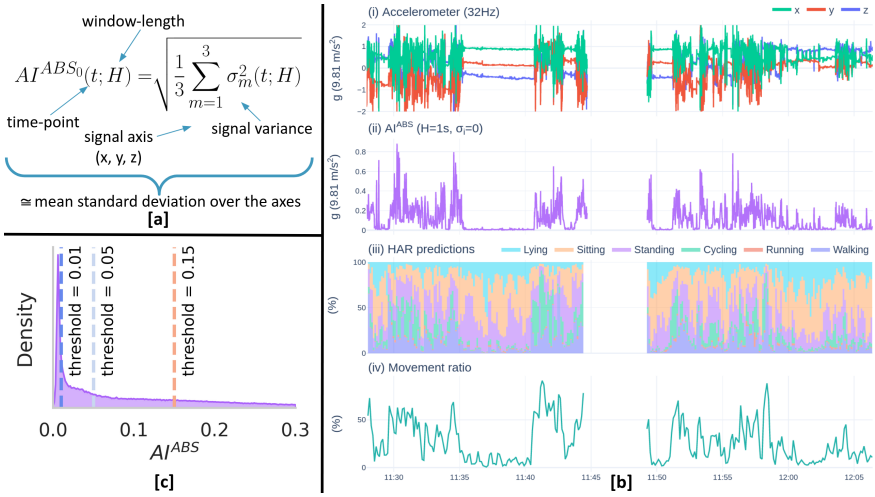 window-length
AI^{ABS_0}(t; H) = \sqrt{\frac{1}{3} \sum_{m=1}^{3} \sigma_m^2(t; H)}
time-point
signal axis
(x, y, z)
signal variance
≅ mean standard deviation over the axes
[a]
Density
threshold = 0.01
threshold = 0.05
threshold = 0.15
0.0
0.1
0.2
0.3
AI^{ABS}
[c]
(i) Accelerometer (32Hz)
x y z
g (9.81 m/s²)
2
1
0
−1
−2
(ii) AI^{ABS} (H=1s, σᵢ=0)
g (9.81 m/s²)
0.8
0.6
0.4
0.2
0
(iii) HAR predictions
Lying Sitting Standing Cycling Running Walking
(%)
100
50
0
(iv) Movement ratio
(%)
50
0
11:30 11:35 11:40 11:45 11:50 11:55 12:00 12:05
[b]